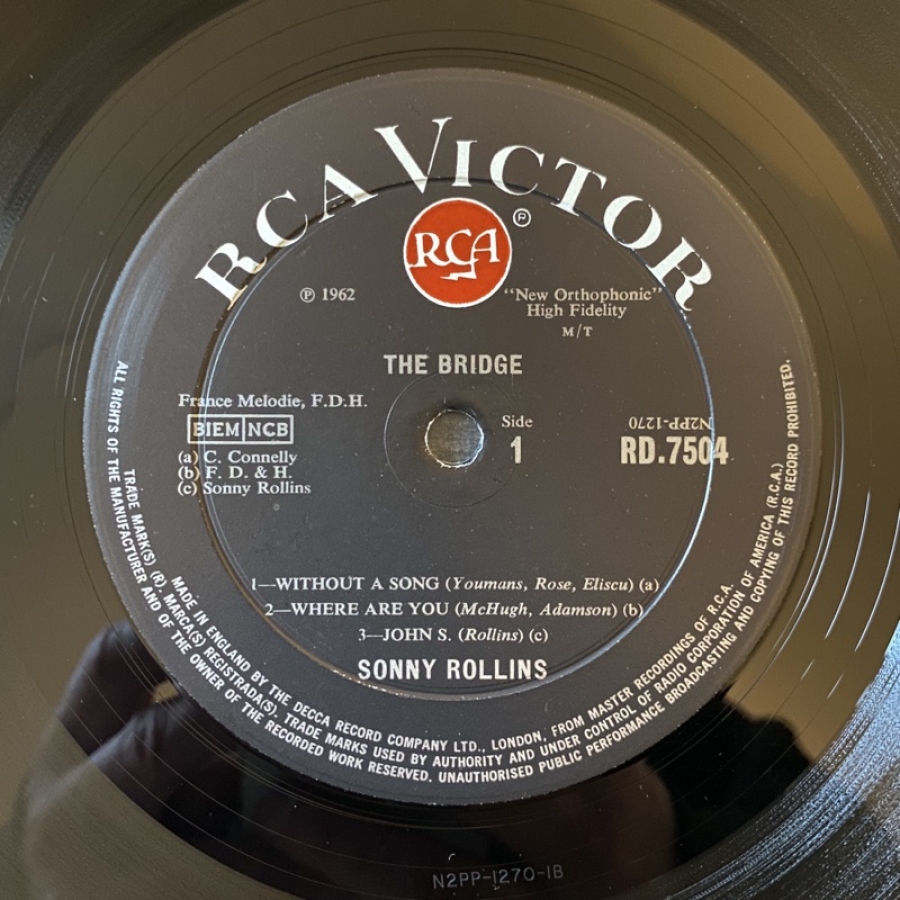 RCA VICTOR
RCA
®
℗ 1962
"New Orthophonic"
High Fidelity
M/T
THE BRIDGE
France Melodie, F.D.H.
BIEM NCB
(a) C. Connelly
(b) F. D. & H.
(c) Sonny Rollins
Side
1
N2PP-1270
RD.7504
1—WITHOUT A SONG (Youmans, Rose, Eliscu) (a)
2—WHERE ARE YOU (McHugh, Adamson) (b)
3—JOHN S. (Rollins) (c)
SONNY ROLLINS
MADE IN ENGLAND BY THE DECCA RECORD COMPANY LTD., LONDON. FROM MASTER RECORDINGS OF R.C.A.
TRADE MARK(S) (R). MARCA(S) REGISTRADA(S). TRADE MARKS USED BY AUTHORITY AND UNDER CONTROL OF RADIO CORPORATION OF AMERICA (R.C.A.)
ALL RIGHTS OF THE MANUFACTURER AND OF THE OWNER OF THE RECORDED WORK RESERVED. UNAUTHORISED PUBLIC PERFORMANCE BROADCASTING AND COPYING OF THIS RECORD PROHIBITED.
N2PP-1270-1B